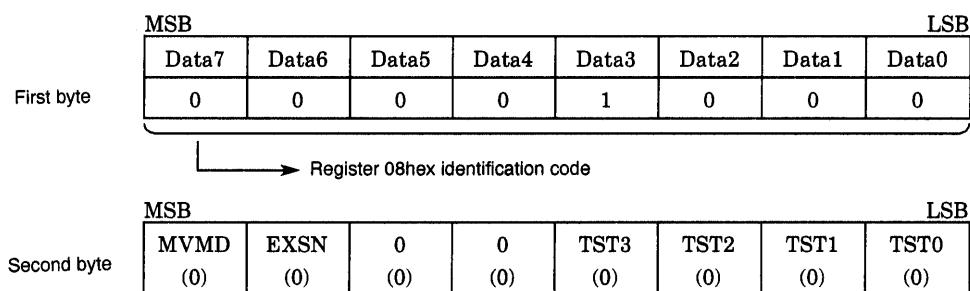 MSB LSB
Data7 Data6 Data5 Data4 Data3 Data2 Data1 Data0
First byte 0 0 0 0 1 0 0 0
Register 08hex identification code
MSB LSB
MVMD EXSN 0 0 TST3 TST2 TST1 TST0
Second byte
(0) (0) (0) (0) (0) (0) (0) (0)